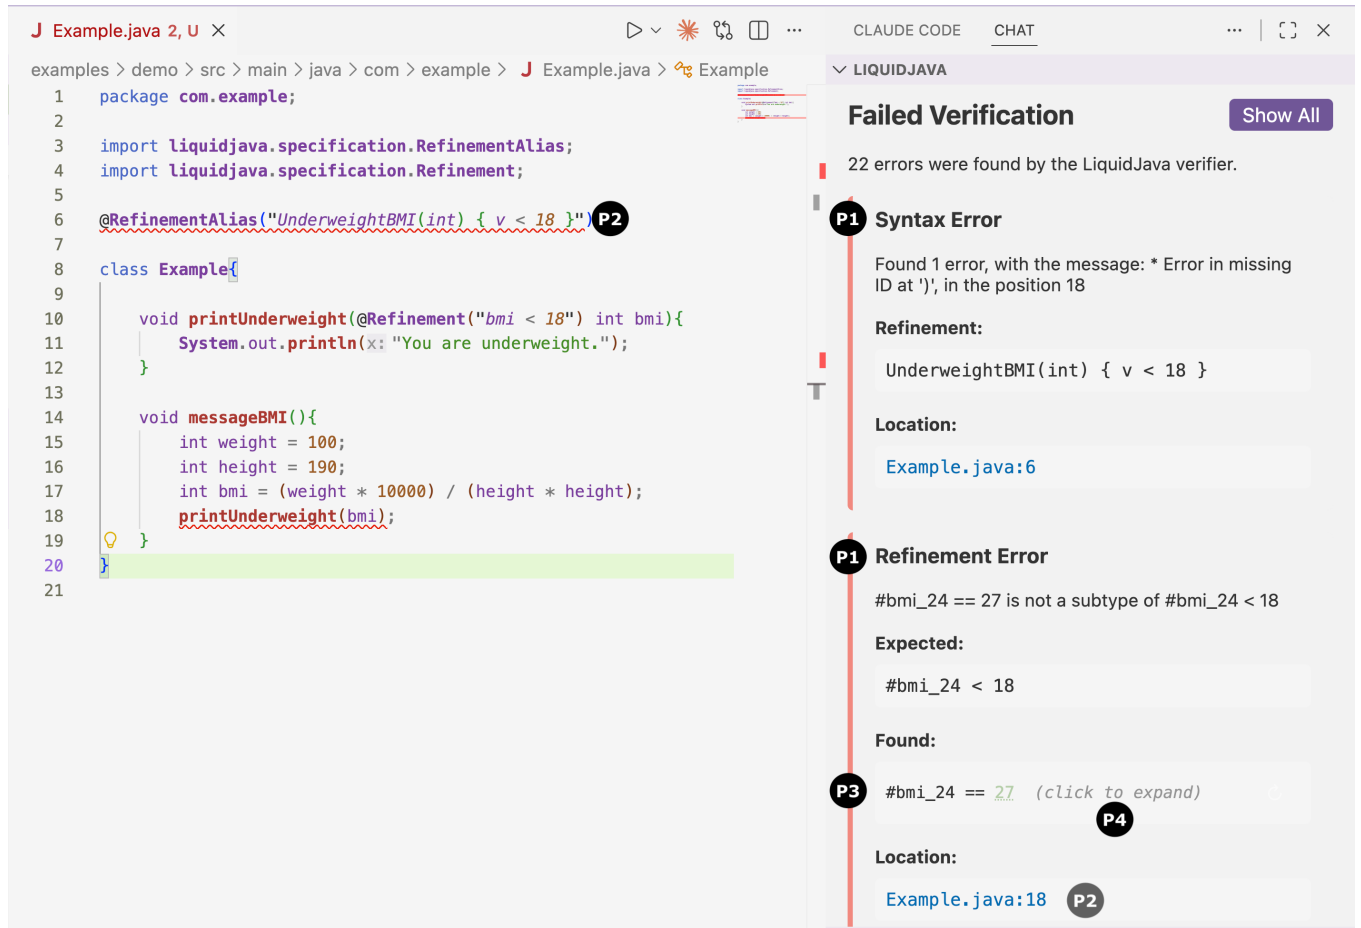 J Example.java 2, U
examples > demo > src > main > java > com > example > J Example.java > Example
1 package com.example;
2
3 import liquidjava.specification.RefinementAlias;
4 import liquidjava.specification.Refinement;
5
6 @RefinementAlias("UnderweightBMI(int) { v < 18 }") P2
7
8 class Example{
9
10 void printUnderweight(@Refinement("bmi < 18") int bmi){
11 System.out.println(x: "You are underweight.");
12 }
13
14 void messageBMI(){
15 int weight = 100;
16 int height = 190;
17 int bmi = (weight * 10000) / (height * height);
18 printUnderweight(bmi);
19 }
20 }
21
CLAUDE CODE CHAT
LIQUIDJAVA
Failed Verification Show All
22 errors were found by the LiquidJava verifier.
P1 Syntax Error
Found 1 error, with the message: * Error in missing
ID at ')', in the position 18
Refinement:
UnderweightBMI(int) { v < 18 }
Location:
Example.java:6
P1 Refinement Error
#bmi_24 == 27 is not a subtype of #bmi_24 < 18
Expected:
#bmi_24 < 18
Found:
P3 #bmi_24 == 27 (click to expand)
P4
Location:
Example.java:18 P2